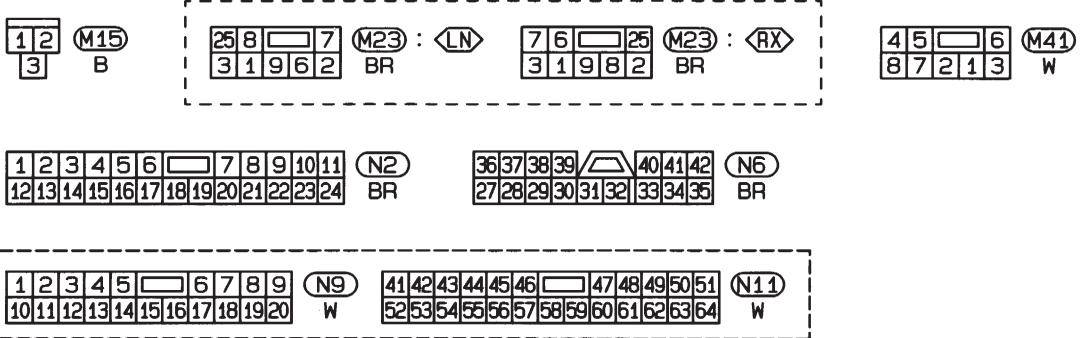 1 2 M15
3 B
25 8 7 M23 : LN
3 1 9 6 2 BR
7 6 25 M23 : RX
3 1 9 8 2 BR
4 5 6 M41
8 7 2 1 3 W
1 2 3 4 5 6 7 8 9 10 11 N2
12 13 14 15 16 17 18 19 20 21 22 23 24 BR
36 37 38 39 40 41 42 N6
27 28 29 30 31 32 33 34 35 BR
1 2 3 4 5 6 7 8 9 N9
10 11 12 13 14 15 16 17 18 19 20 W
41 42 43 44 45 46 47 48 49 50 51 N11
52 53 54 55 56 57 58 59 60 61 62 63 64 W